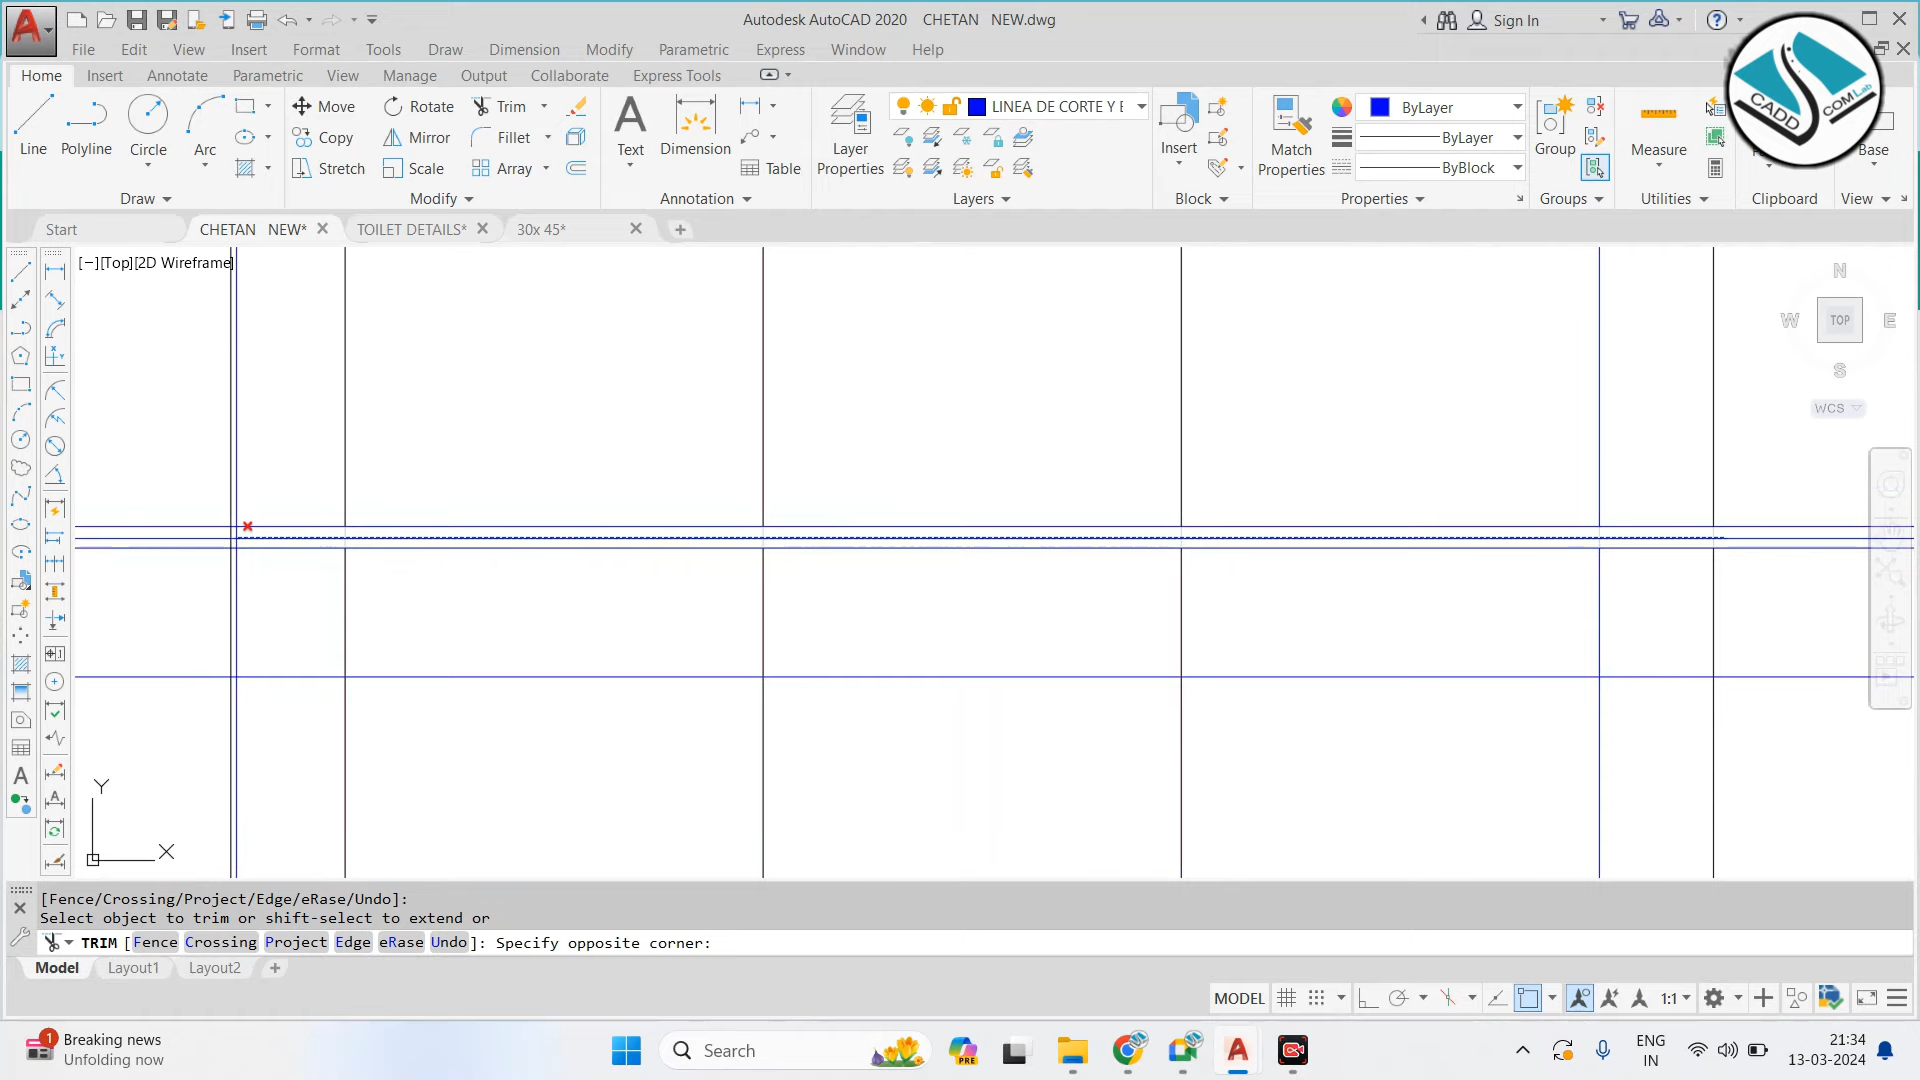 Autodesk AutoCAD 2020 CHETAN NEW.dwg
Sign In
File Edit View Insert Format Tools Draw Dimension Modify Parametric Express Window Help
Home Insert Annotate Parametric View Manage Output Collaborate Express Tools
Line Polyline Circle Arc
Move Rotate Trim
Copy Mirror Fillet
Stretch Scale Array
Text Dimension Table
Layer Properties
LINEA DE CORTE Y E
Insert
Match Properties
ByLayer
ByLayer
ByBlock
Group
Measure
Base
CADD
COM Lab
Draw Modify Annotation Layers Block Properties Groups Utilities Clipboard View
Start CHETAN NEW* TOILET DETAILS* 30x 45*
[−][Top][2D Wireframe]
N
W TOP E
S
WCS
Y
X
[Fence/Crossing/Project/Edge/eRase/Undo]:
Select object to trim or shift-select to extend or
TRIM [Fence Crossing Project Edge eRase Undo]: Specify opposite corner:
Model Layout1 Layout2
MODEL 1:1
1
Breaking news
Unfolding now
Search
PRE
ENG
IN
21:34
13-03-2024